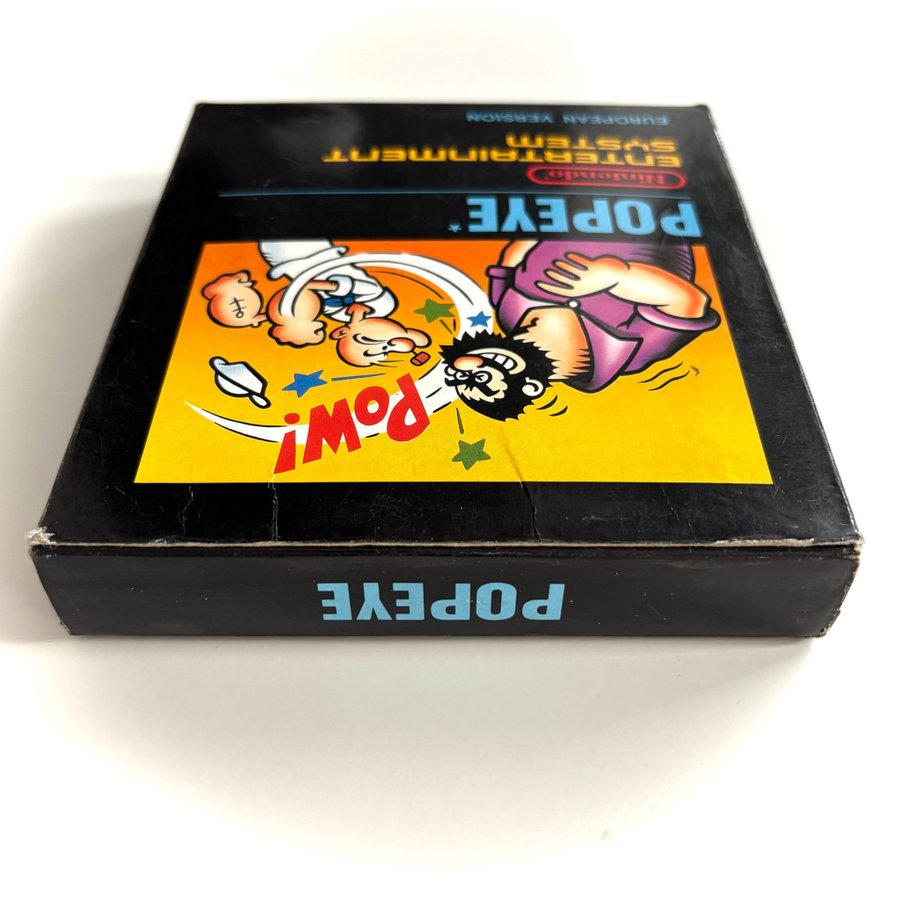 POPEYE*
Nintendo®
ENTERTAINMENT
SYSTEM
EUROPEAN VERSION
POW!
POPEYE